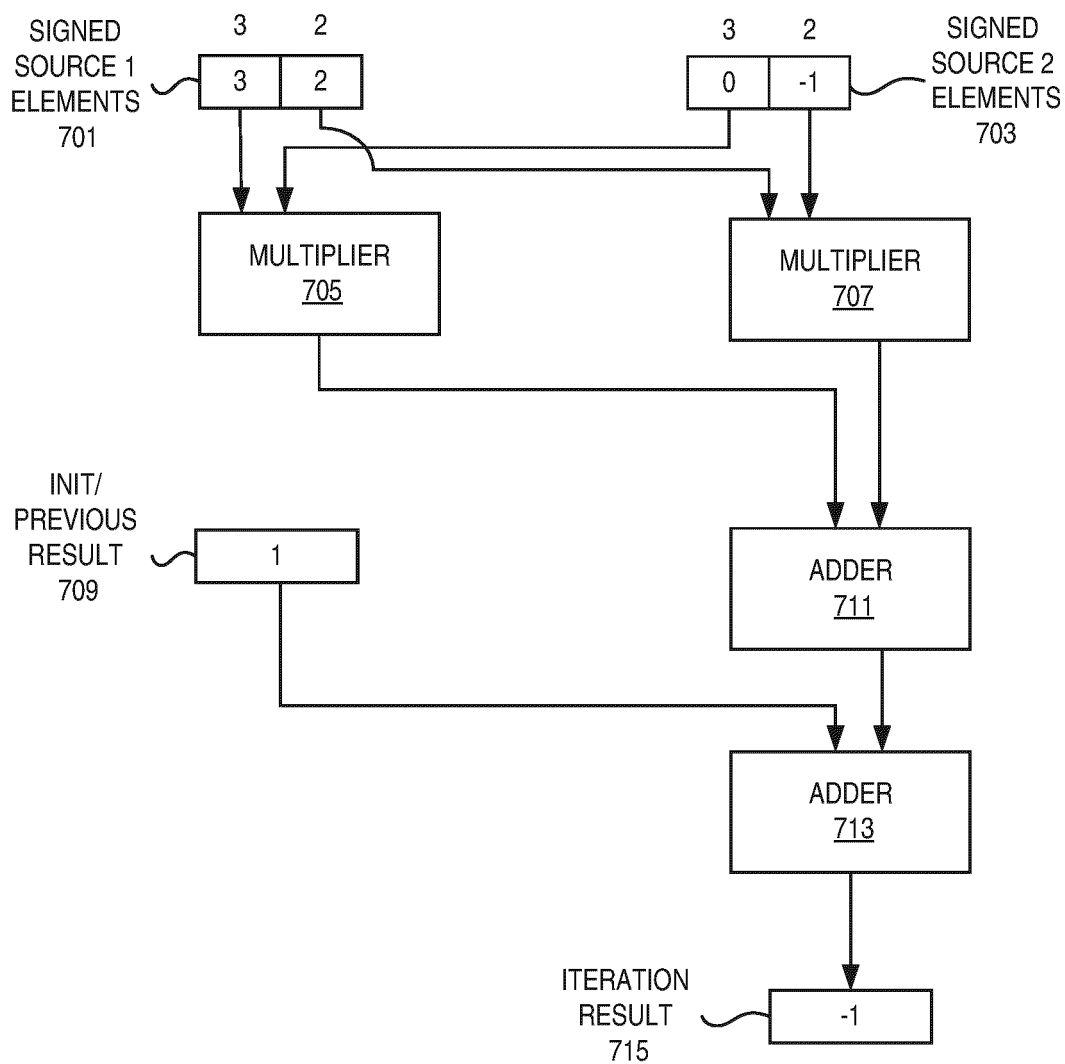 SIGNED
SOURCE 1
ELEMENTS
701
3 2
3 2
3 2
0 -1
SIGNED
SOURCE 2
ELEMENTS
703
MULTIPLIER
705
MULTIPLIER
707
INIT/
PREVIOUS
RESULT
709
1
ADDER
711
ADDER
713
ITERATION
RESULT
715
-1